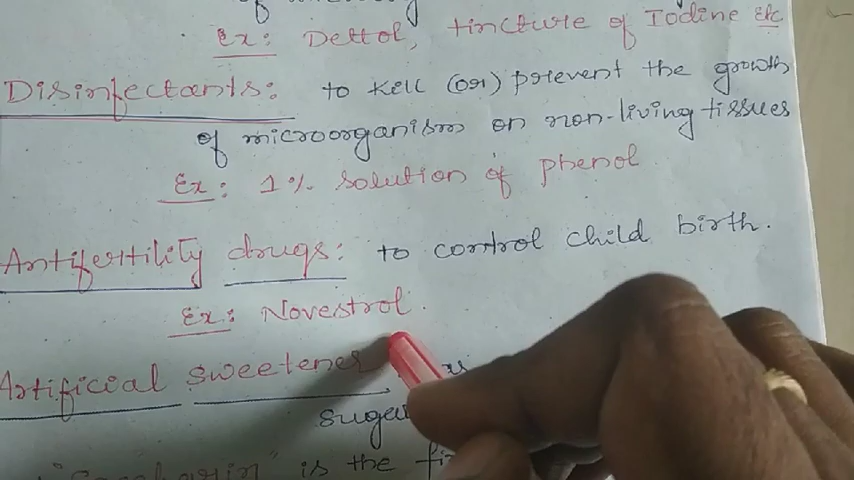 of
Ex: Dettol, tincture of Iodine etc
Disinfectants: to kill (or) prevent the growth
of microorganism on non-living tissues
Ex: 1% solution of phenol
Antifertility drugs: to control child birth.
Ex: Novestrol.
Artificial sweetener
sugar
is the